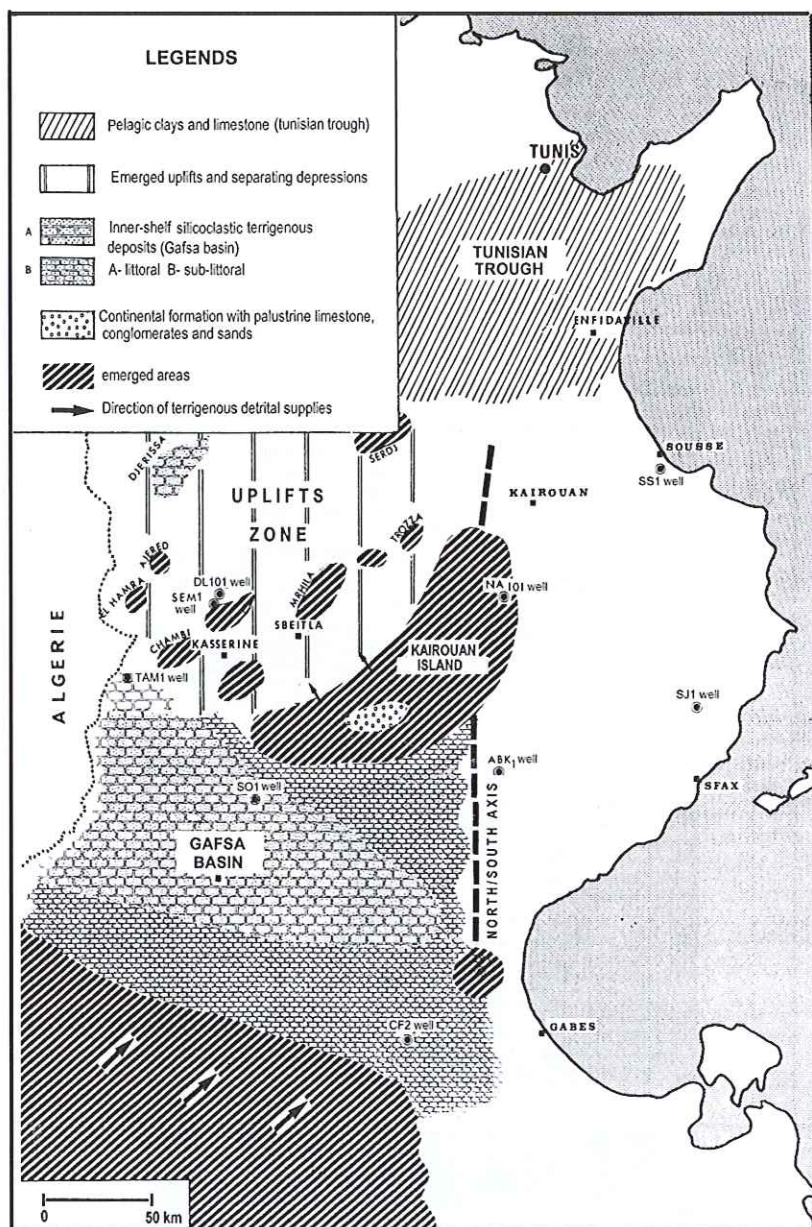 LEGENDS
Pelagic clays and limestone (tunisian trough)
Emerged uplifts and separating depressions
A
Inner-shelf silicoclastic terrigenous
deposits (Gafsa basin)
B
A- littoral B- sub-littoral
Continental formation with palustrine limestone,
conglomerates and sands
emerged areas
Direction of terrigenous detrital supplies
TUNIS
TUNISIAN
TROUGH
ENFIDAVILLE
DJERISSA
SERDJ
SOUSSE
SS1 well
KAIROUAN
UPLIFTS
ZONE
TROZZA
AJERED
EL HAMRA
DL101 well
SEM1
well
MRHILA
NA 101 well
SBEITLA
CHAMBI
KASSERINE
KAIROUAN
ISLAND
ALGERIE
TAM1 well
SJ1 well
ABK1 well
SO1 well
SFAX
GAFSA
BASIN
NORTH/SOUTH AXIS
CF2 well
GABES
0 50 km